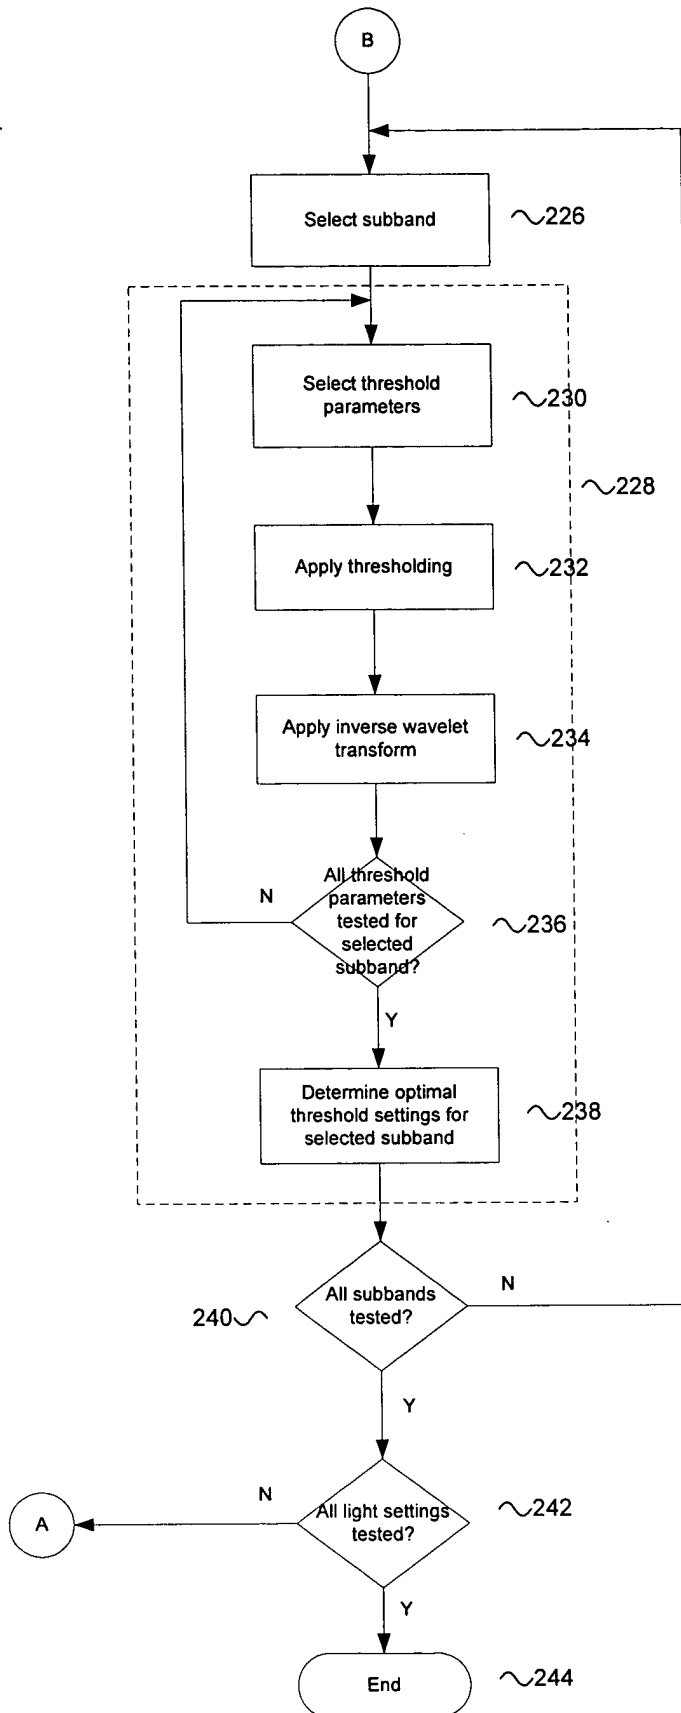 B
Select subband
226
Select threshold
parameters
230
228
Apply thresholding
232
Apply inverse wavelet
transform
234
All threshold
parameters
tested for
selected
subband?
N
236
Y
Determine optimal
threshold settings for
selected subband
238
All subbands
tested?
N
240
Y
N
All light settings
tested?
242
A
Y
End
244